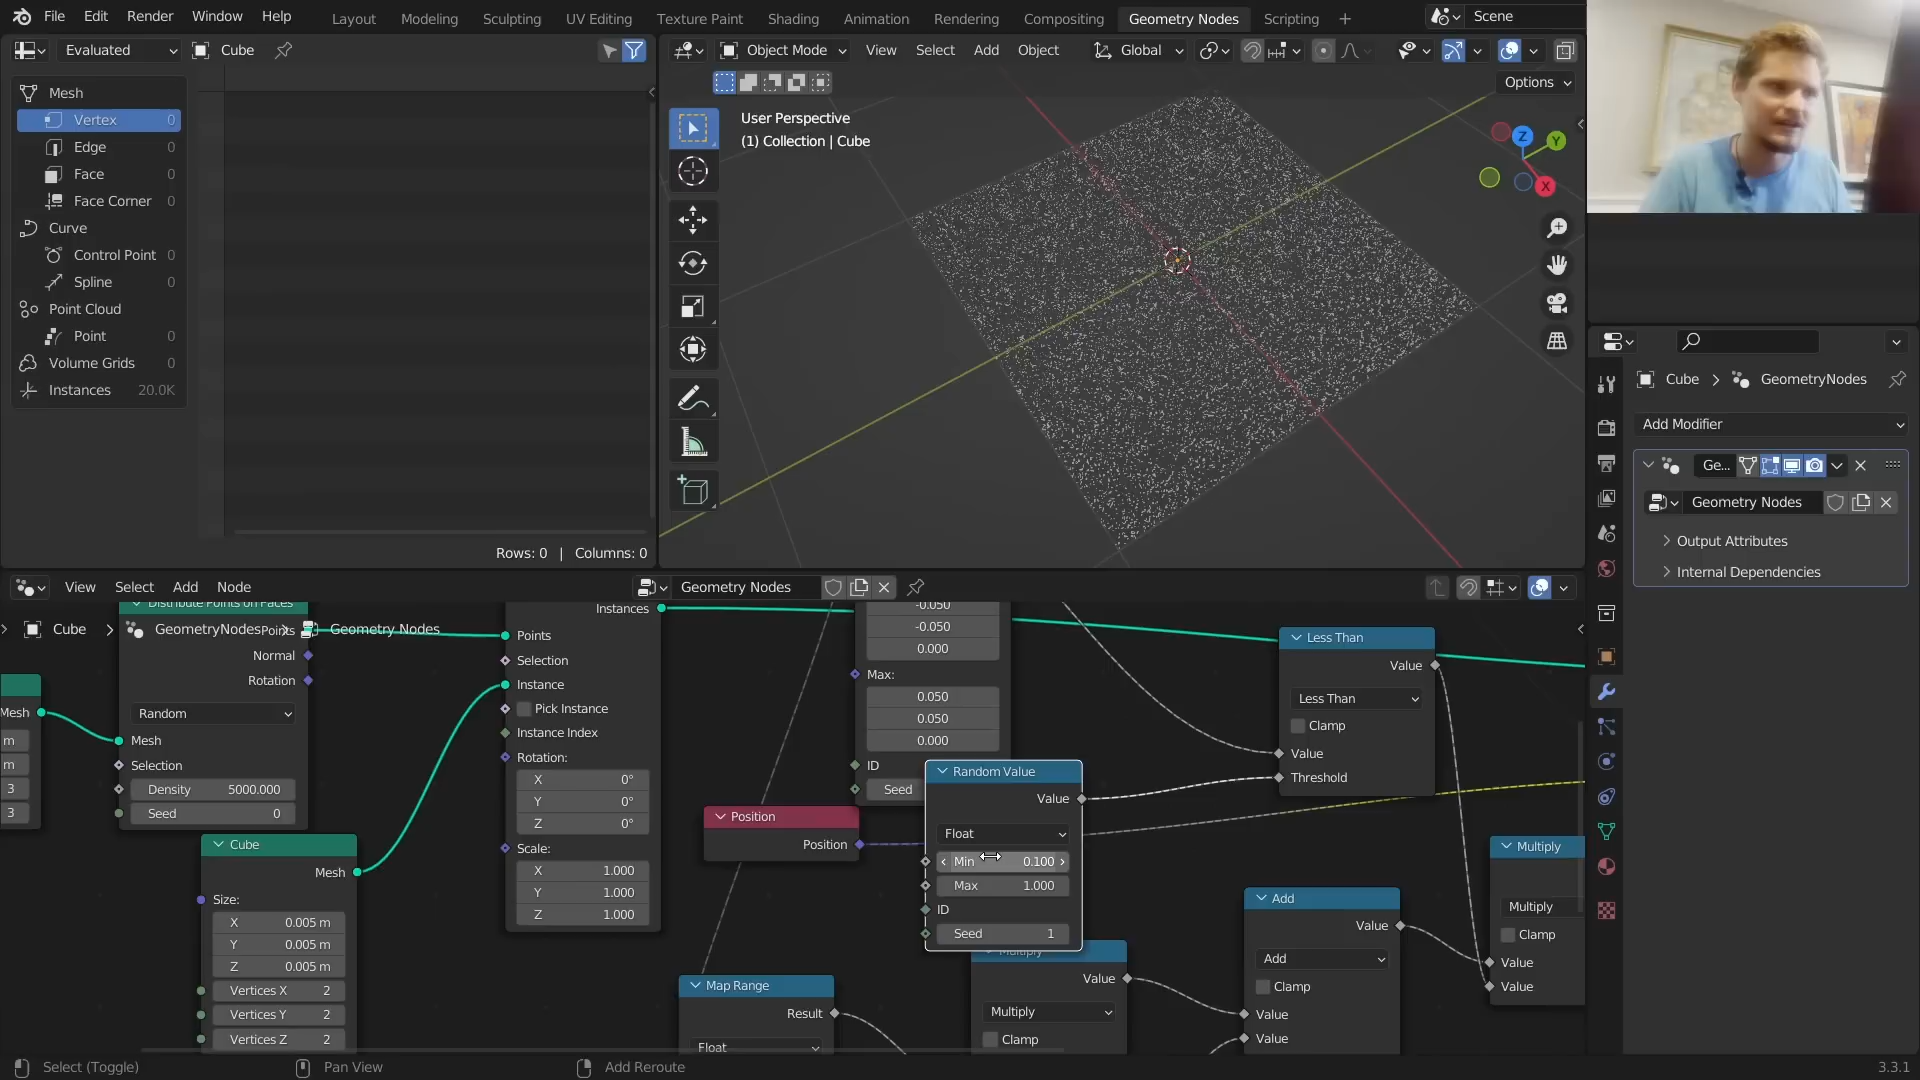 File Edit Render Window Help
Layout Modeling Sculpting UV Editing Texture Paint Shading Animation Rendering Compositing Geometry Nodes Scripting
Scene
Evaluated Cube
Mesh
Vertex 0
Edge 0
Face 0
Face Corner 0
Curve
Control Point 0
Spline 0
Point Cloud
Point 0
Volume Grids 0
Instances 20.0K
Rows: 0 | Columns: 0
Object Mode View Select Add Object Global
Options
User Perspective
(1) Collection | Cube
Z
Y
X
Cube > GeometryNodes
Add Modifier
Ge...
Geometry Nodes
Output Attributes
Internal Dependencies
View Select Add Node
Geometry Nodes
Cube > GeometryNodes > Geometry Nodes
Mesh
m
m
3
3
Distribute Points on Faces
Points
Normal
Rotation
Random
Mesh
Selection
Density 5000.000
Seed 0
Cube
Mesh
Size:
X 0.005 m
Y 0.005 m
Z 0.005 m
Vertices X 2
Vertices Y 2
Vertices Z 2
Instances
Points
Selection
Instance
Pick Instance
Instance Index
Rotation:
X 0°
Y 0°
Z 0°
Scale:
X 1.000
Y 1.000
Z 1.000
Position
Position
Map Range
Result
Float
-0.050
-0.050
0.000
Max:
0.050
0.050
0.000
ID
Seed
Random Value
Value
Float
Min 0.100
Max 1.000
ID
Seed 1
Multiply
Value
Multiply
Clamp
Less Than
Value
Less Than
Clamp
Value
Threshold
Add
Value
Add
Clamp
Value
Value
Multiply
Multiply
Clamp
Value
Value
Select (Toggle) Pan View Add Reroute 3.3.1